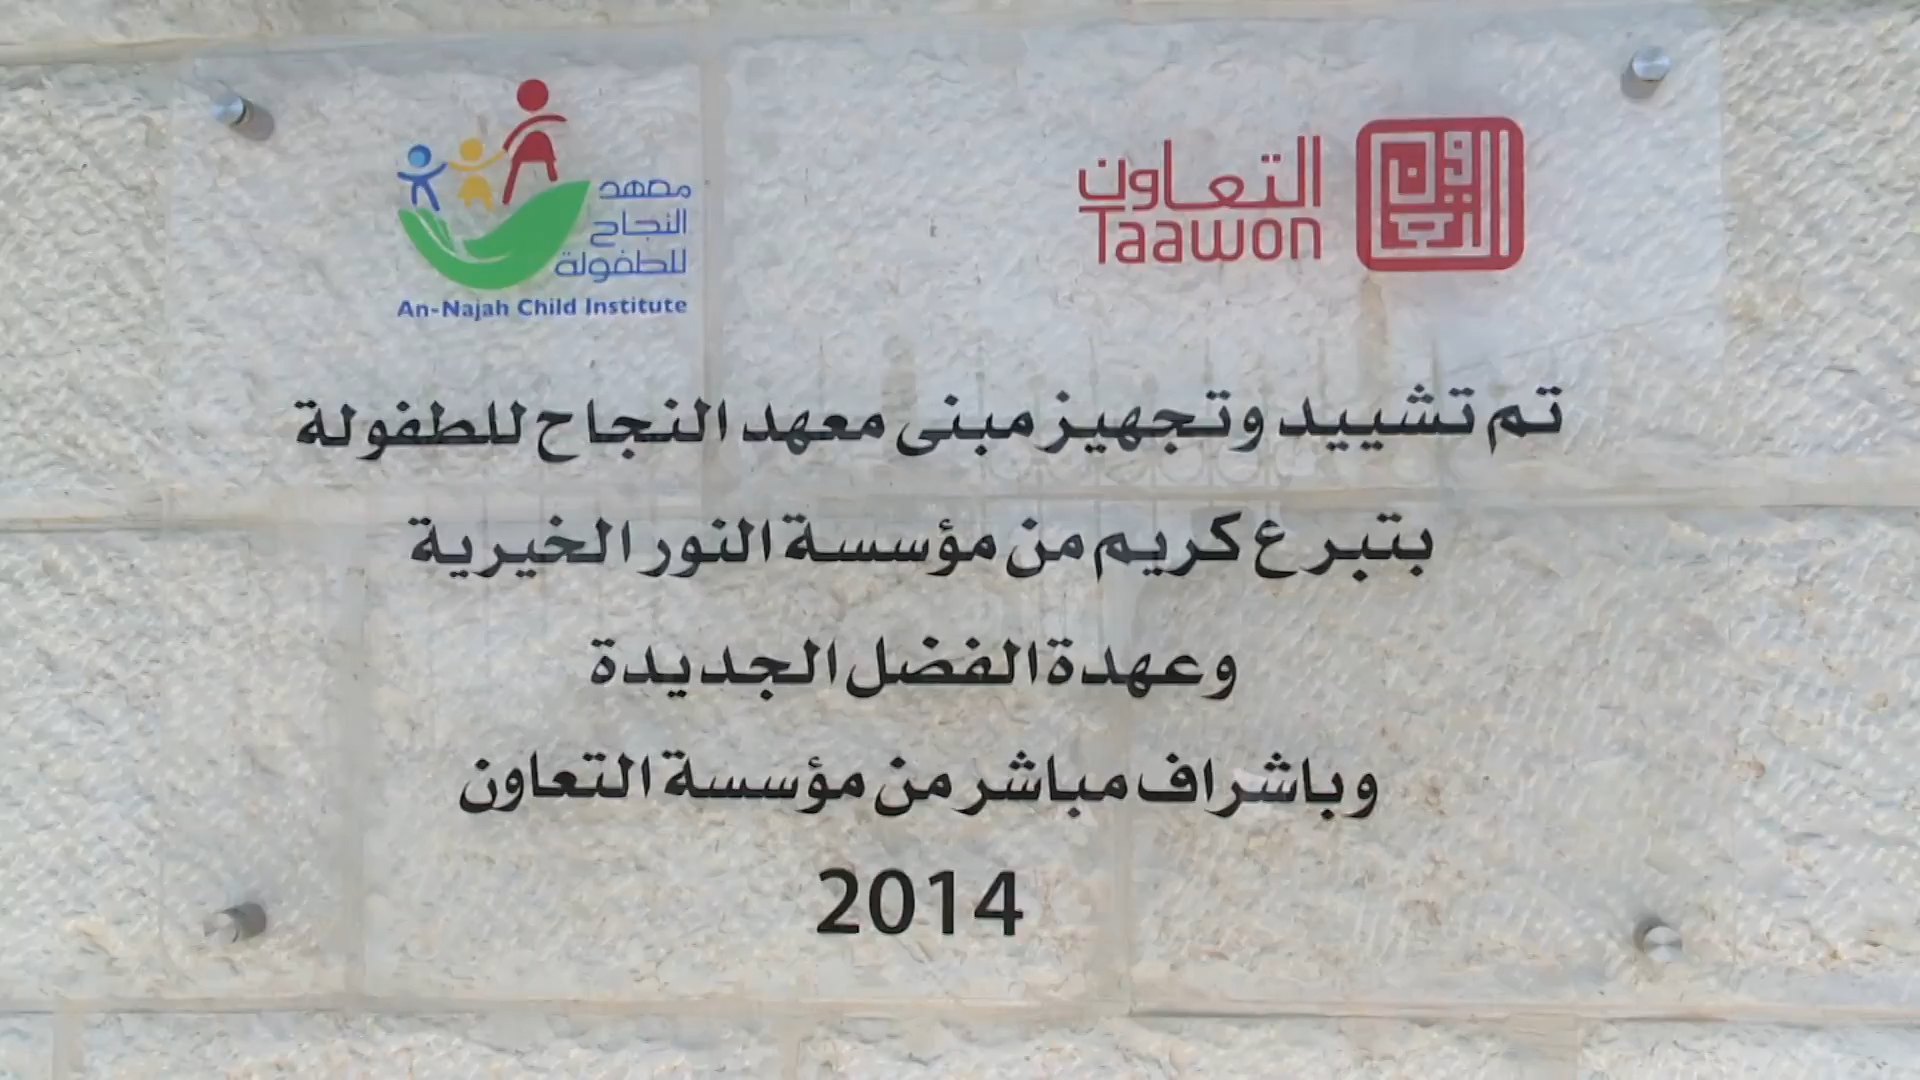 التعاون
Taawon
معهد
النجاح
للطفولة
An-Najah Child Institute
تم تشييد وتجهيز مبنى معهد النجاح للطفولة
بتبرع كريم من مؤسسة النور الخيرية
وعهدة الفضل الجديدة
وباشراف مباشر من مؤسسة التعاون
2014